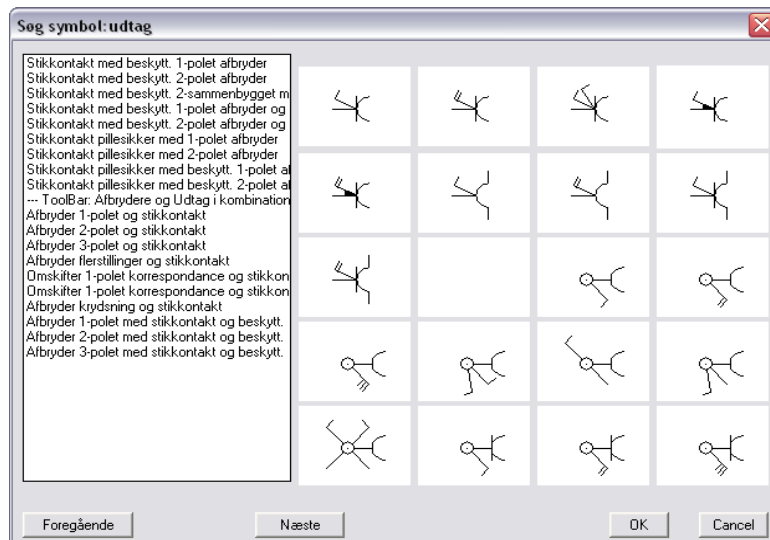 Søg symbol: udtag
Stikkontakt med beskytt. 1-polet afbryder
Stikkontakt med beskytt. 2-polet afbryder
Stikkontakt med beskytt. 2-sammenbygget m
Stikkontakt med beskytt. 1-polet afbryder og
Stikkontakt med beskytt. 2-polet afbryder og
Stikkontakt pillesikker med 1-polet afbryder
Stikkontakt pillesikker med 2-polet afbryder
Stikkontakt pillesikker med beskytt. 1-polet al
Stikkontakt pillesikker med beskytt. 2-polet al
--- ToolBar: Afbrydere og Udtag i kombination
Afbryder 1-polet og stikkontakt
Afbryder 2-polet og stikkontakt
Afbryder 3-polet og stikkontakt
Afbryder flerstillinger og stikkontakt
Omskifter 1-polet korrespondance og stikkon
Omskifter 1-polet korrespondance og stikkon
Afbryder krydsning og stikkontakt
Afbryder 1-polet med stikkontakt og beskytt.
Afbryder 2-polet med stikkontakt og beskytt.
Afbryder 3-polet med stikkontakt og beskytt.
Foregående
Næste
OK
Cancel